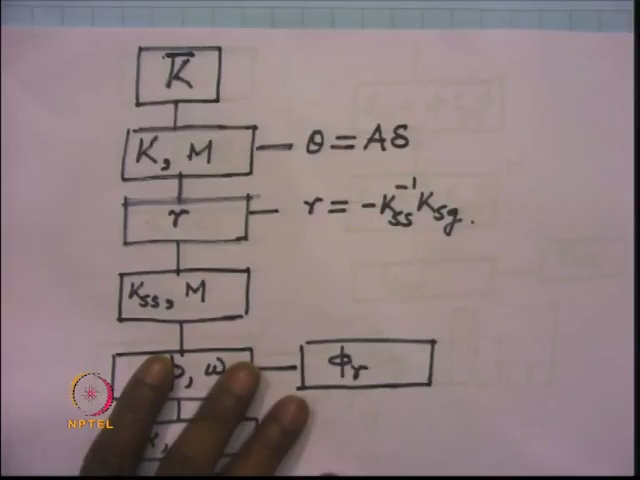 K̅
K, M — θ = Aδ
r — r = -K_ss^-1 K_sg.
K_ss, M
ϕ, ω — ϕ_r
NPTEL